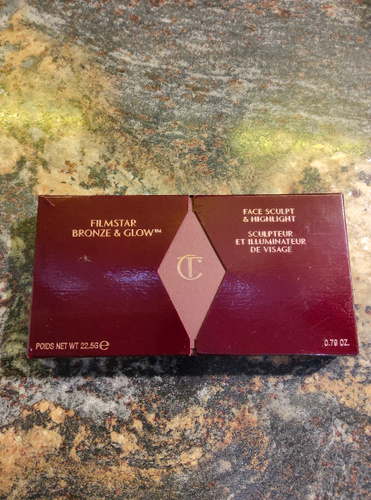 FILMSTAR
BRONZE & GLOW™
FACE SCULPT
& HIGHLIGHT
SCULPTEUR
ET ILLUMINATEUR
DE VISAGE
CT
POIDS NET WT 22.5G℮
0.79 OZ.